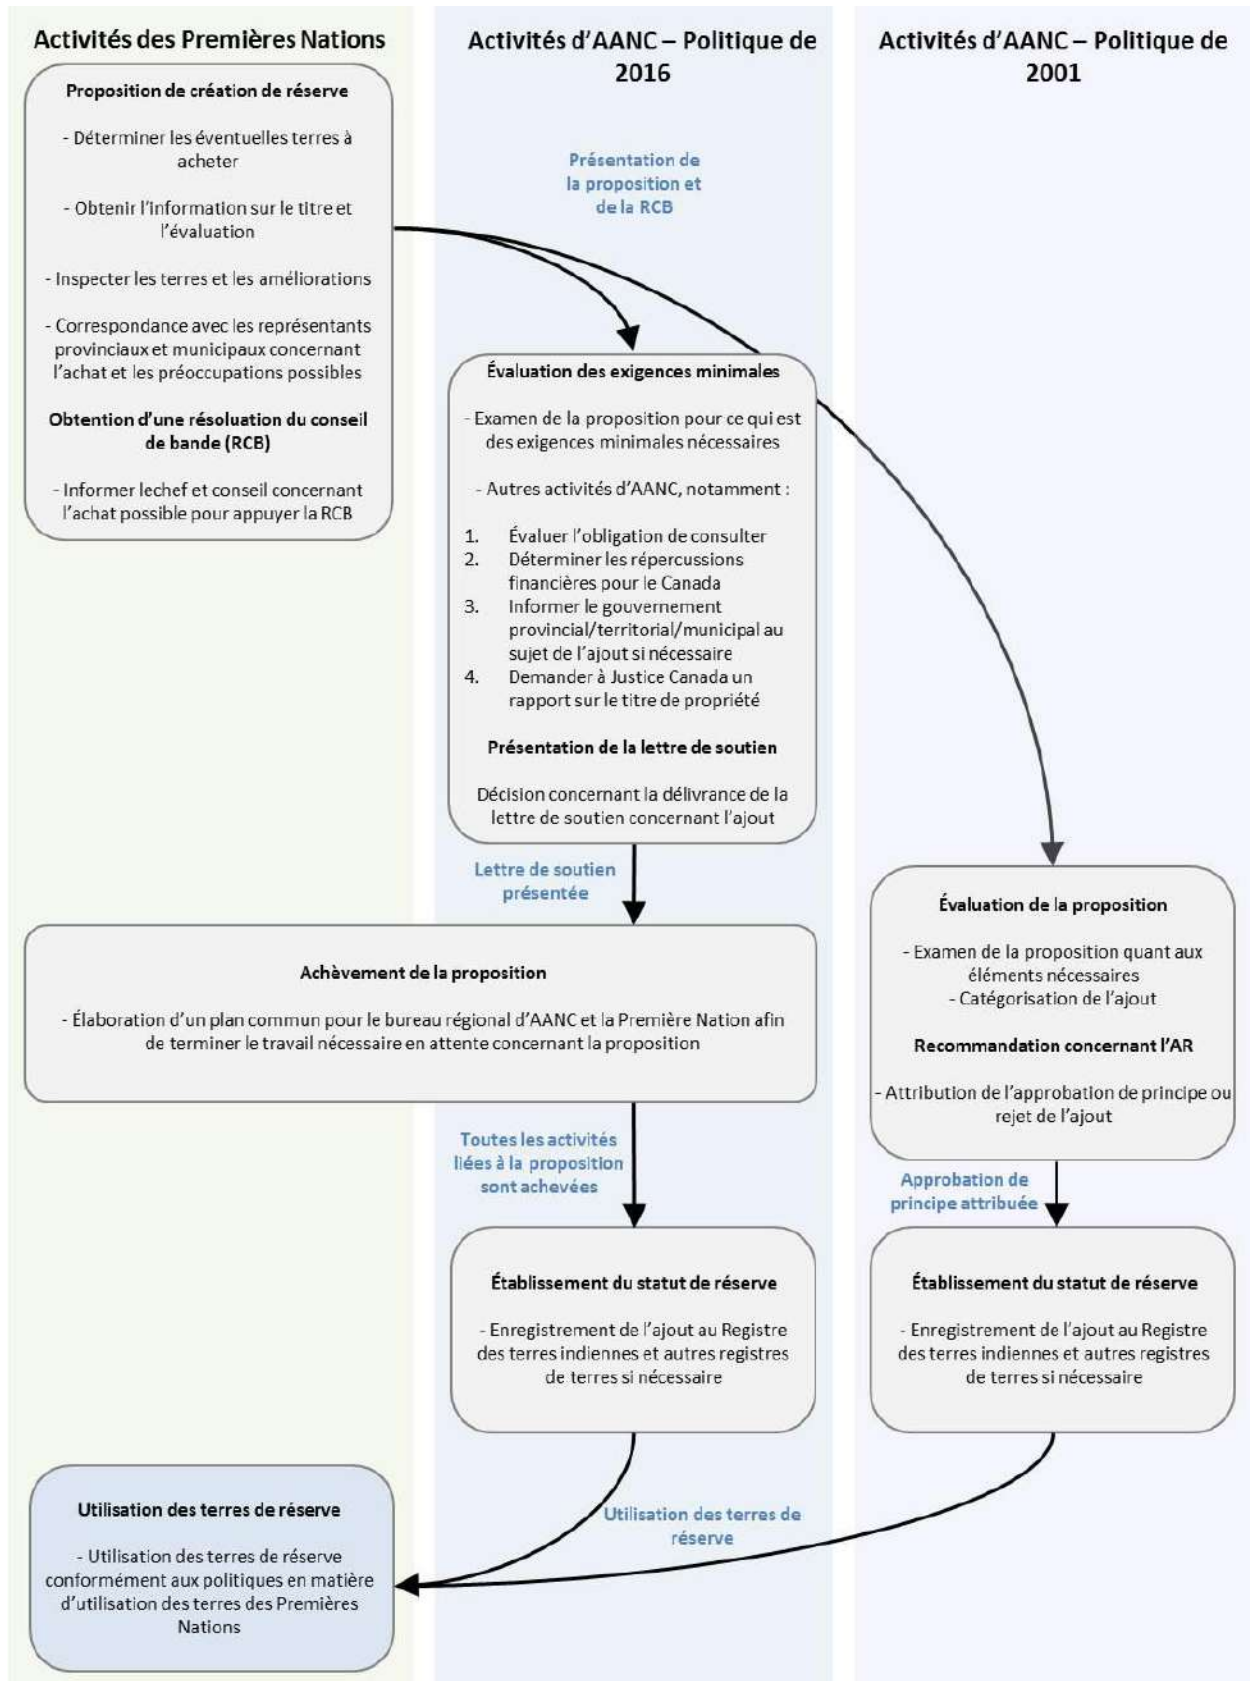 Activités des Premières Nations
Proposition de création de réserve
- Déterminer les éventuelles terres à
acheter
- Obtenir l'information sur le titre et
l'évaluation
- Inspecter les terres et les améliorations
- Correspondance avec les représentants
provinciaux et municipaux concernant
l'achat et les préoccupations possibles
Obtention d'une résoluation du conseil
de bande (RCB)
- Informer lechef et conseil concernant
l'achat possible pour appuyer la RCB
Activités d'AANC – Politique de
2016
Présentation de
la proposition et
de la RCB
Évaluation des exigences minimales
- Examen de la proposition pour ce qui est
des exigences minimales nécessaires
- Autres activités d'AANC, notamment :
1. Évaluer l'obligation de consulter
2. Déterminer les répercussions
financières pour le Canada
3. Informer le gouvernement
provincial/territorial/municipal au
sujet de l'ajout si nécessaire
4. Demander à Justice Canada un
rapport sur le titre de propriété
Présentation de la lettre de soutien
Décision concernant la délivrance de la
lettre de soutien concernant l'ajout
Lettre de soutien
présentée
Achèvement de la proposition
- Élaboration d'un plan commun pour le bureau régional d'AANC et la Première Nation afin
de terminer le travail nécessaire en attente concernant la proposition
Toutes les activités
liées à la proposition
sont achevées
Établissement du statut de réserve
- Enregistrement de l'ajout au Registre
des terres indiennes et autres registres
de terres si nécessaire
Activités d'AANC – Politique de
2001
Évaluation de la proposition
- Examen de la proposition quant aux
éléments nécessaires
- Catégorisation de l'ajout
Recommandation concernant l'AR
- Attribution de l'approbation de principe ou
rejet de l'ajout
Approbation de
principe attribuée
Établissement du statut de réserve
- Enregistrement de l'ajout au Registre
des terres indiennes et autres registres
de terres si nécessaire
Utilisation des terres de
réserve
Utilisation des terres de réserve
- Utilisation des terres de réserve
conformément aux politiques en matière
d'utilisation des terres des Premières
Nations